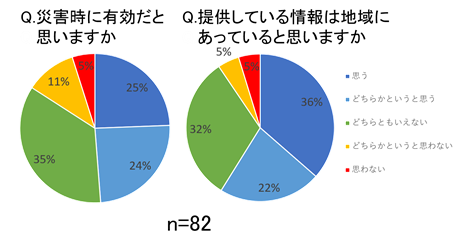 Q.災害時に有効だと
思いますか
Q.提供している情報は地域に
あっていると思いますか
5%
25%
11%
35%
24%
5%
5%
36%
32%
22%
思う
どちらかというと思う
どちらともいえない
どちらかというと思わない
思わない
n=82